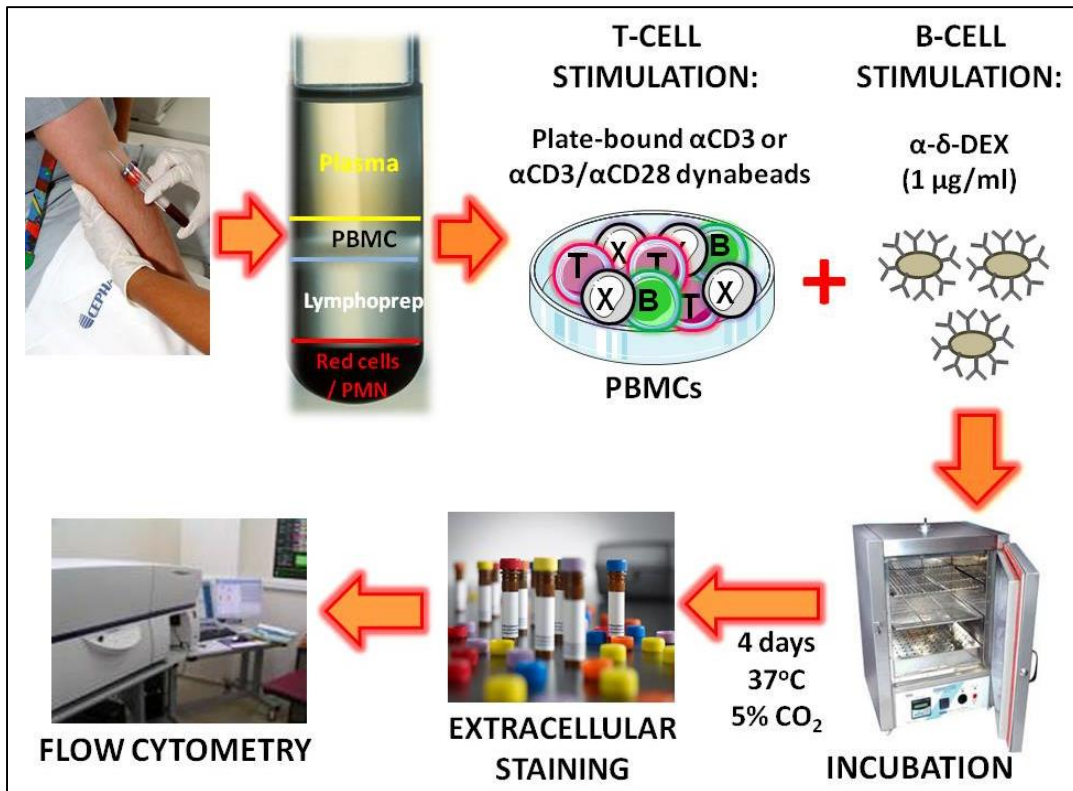 T-CELL
STIMULATION:
Plate-bound αCD3 or
αCD3/αCD28 dynabeads
B-CELL
STIMULATION:
α-δ-DEX
(1 µg/ml)
CEPHA
Plasma
PBMC
Lymphoprep
Red cells
/ PMN
T
X
T
X
B
X
B
T
X
+
PBMCs
4 days
37°C
5% CO₂
INCUBATION
EXTRACELLULAR
STAINING
FLOW CYTOMETRY